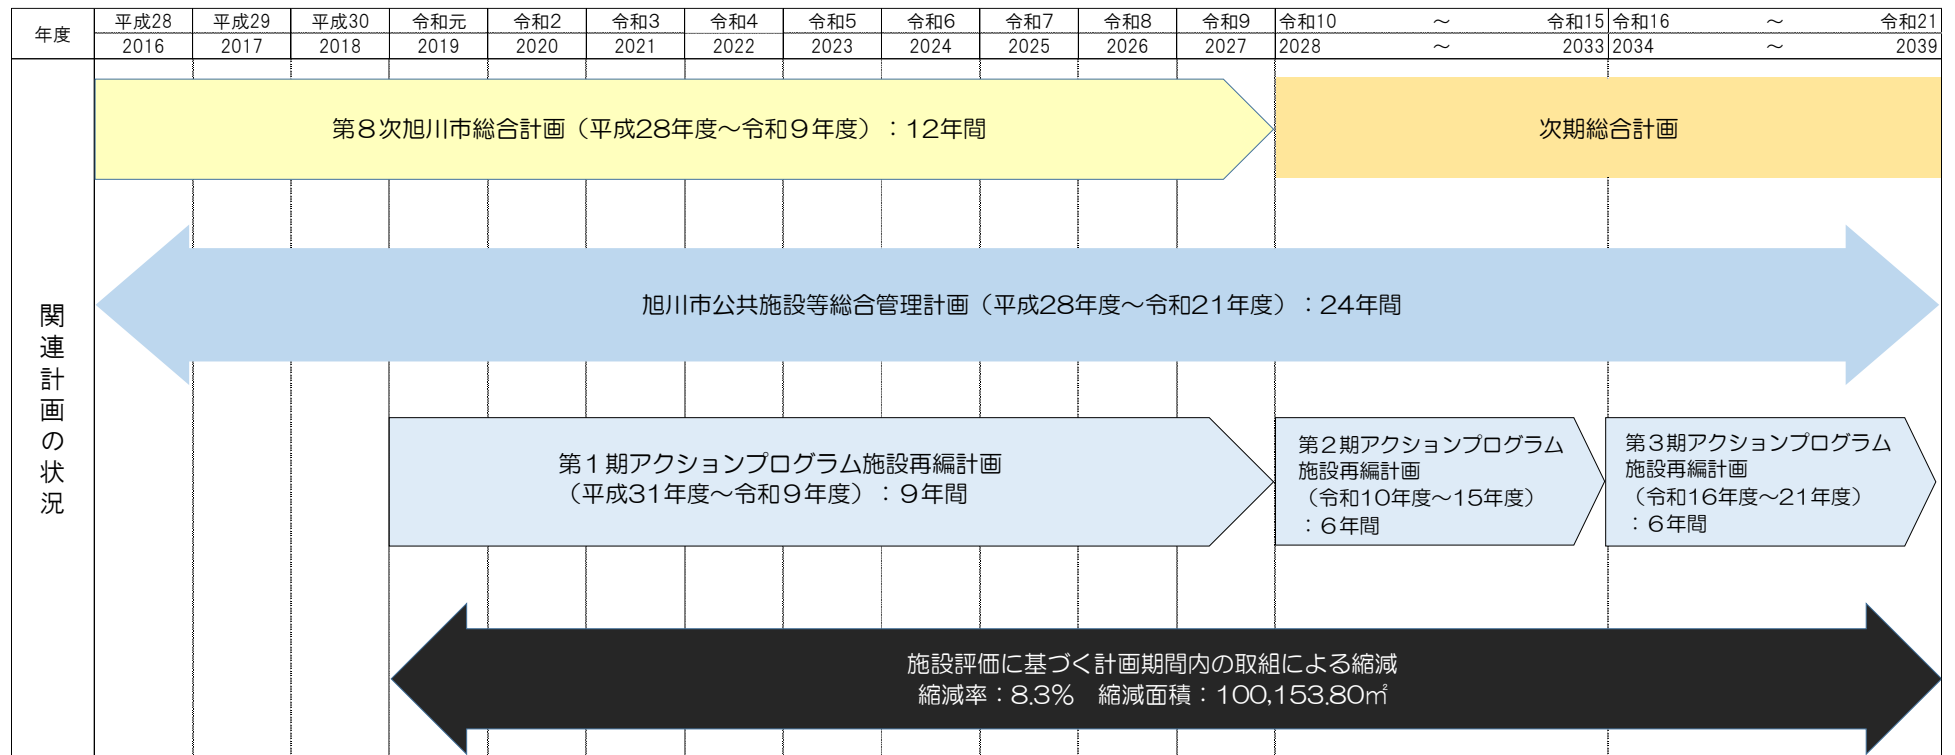 年度 平成28 平成29 平成30 令和元 令和2 令和3 令和4 令和5 令和6 令和7 令和8 令和9 令和10 ～ 令和15 令和16 ～ 令和21
2016 2017 2018 2019 2020 2021 2022 2023 2024 2025 2026 2027 2028 ～ 2033 2034 ～ 2039
関連計画の状況
第８次旭川市総合計画（平成28年度～令和９年度）：12年間
次期総合計画
旭川市公共施設等総合管理計画（平成28年度～令和21年度）：24年間
第１期アクションプログラム施設再編計画
（平成31年度～令和９年度）：９年間
第２期アクションプログラム
施設再編計画
（令和10年度～15年度）
：６年間
第３期アクションプログラム
施設再編計画
（令和16年度～21年度）
：６年間
施設評価に基づく計画期間内の取組による縮減
縮減率：8.3%　縮減面積：100,153.80㎡